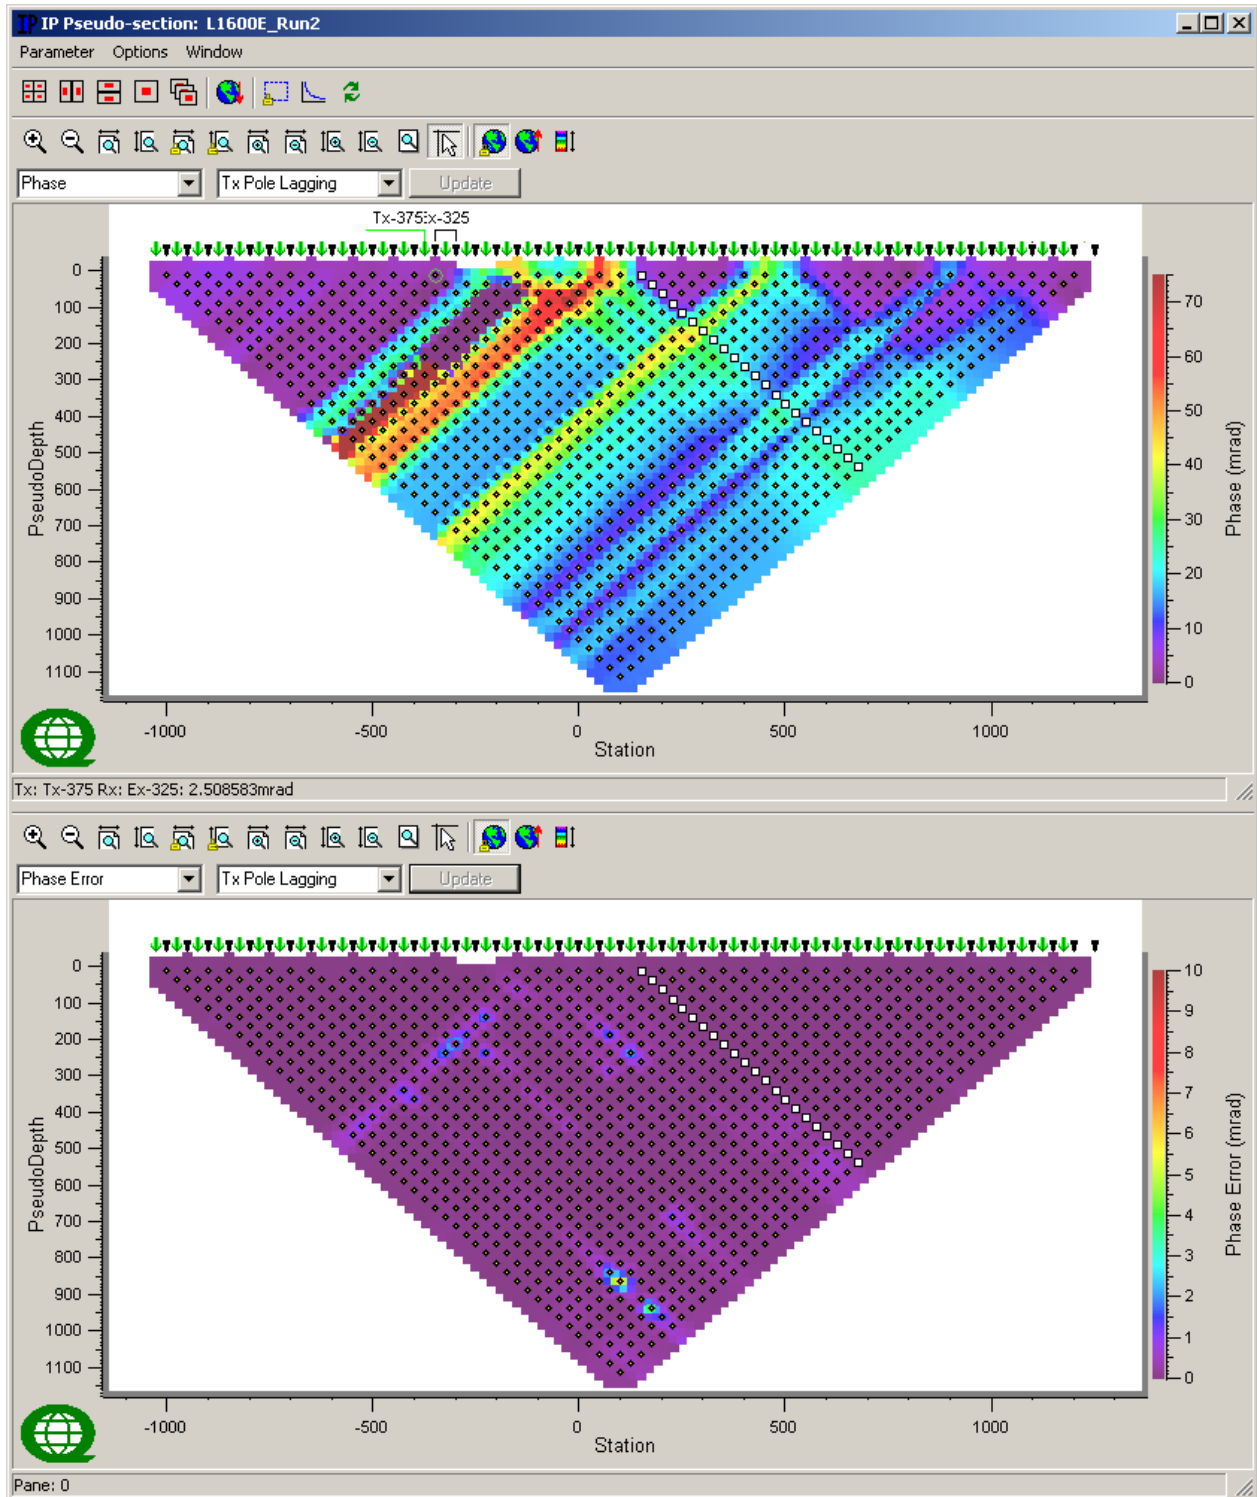 IP IP Pseudo-section: L1600E_Run2
Parameter Options Window
Phase Tx Pole Lagging Update
Tx-375 Ex-325
0
100
200
300
400
500
600
700
800
900
1000
1100
PseudoDepth
-1000 -500 0 500 1000
Station
70
60
50
40
30
20
10
0
Phase (mrad)
Tx: Tx-375 Rx: Ex-325: 2.508583mrad
Phase Error Tx Pole Lagging Update
0
100
200
300
400
500
600
700
800
900
1000
1100
PseudoDepth
-1000 -500 0 500 1000
Station
10
9
8
7
6
5
4
3
2
1
0
Phase Error (mrad)
Pane: 0